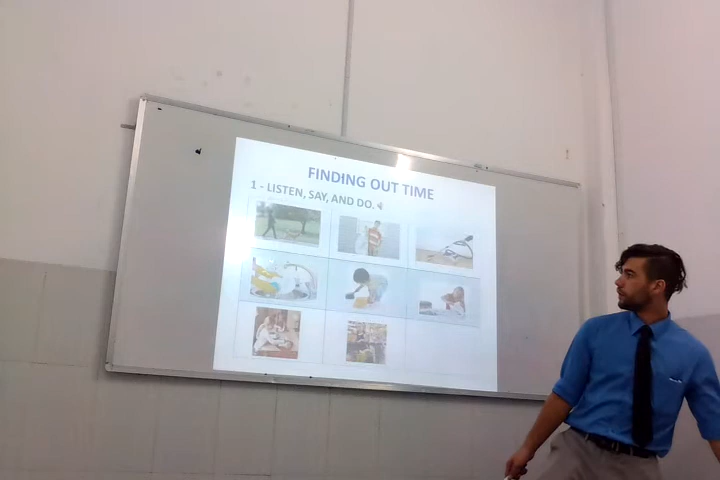 FINDING OUT TIME
1 - LISTEN, SAY, AND DO.